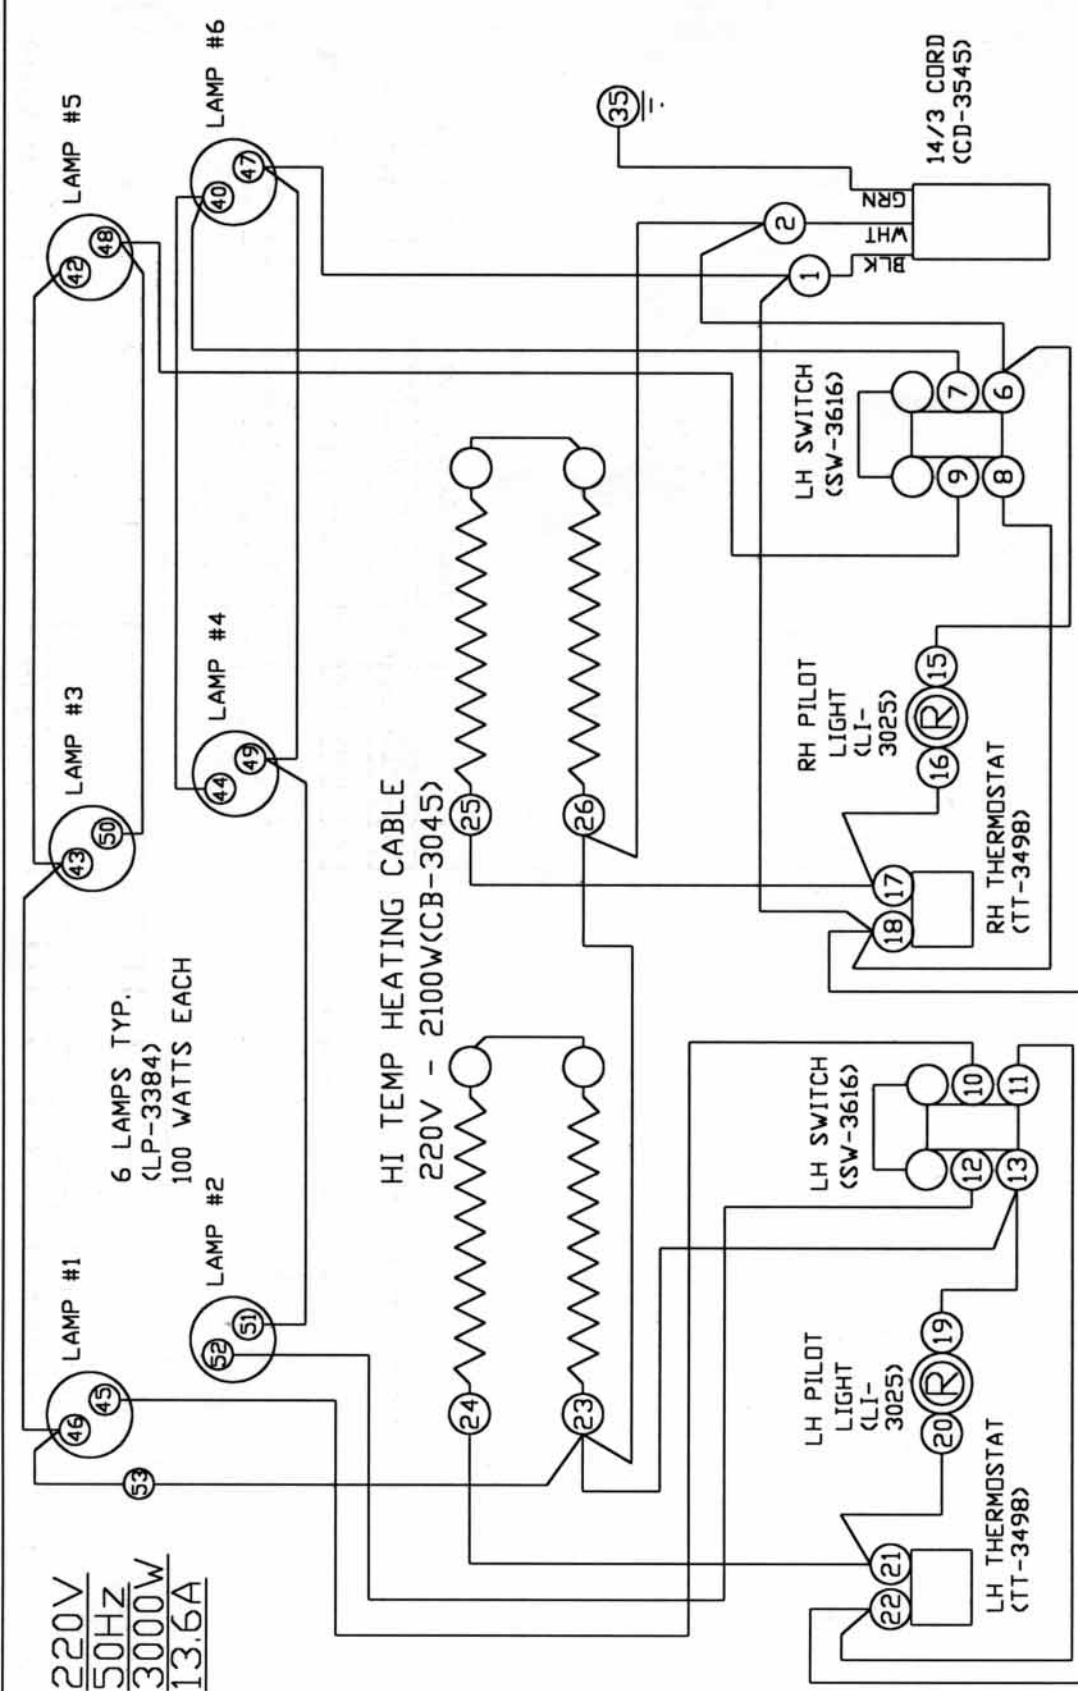 220V
50Hz
3000W
13.6A
LAMP #1
LAMP #3
LAMP #5
46
45
43
50
42
48
53
6 LAMPS TYP.
(LP-3384)
100 WATTS EACH
LAMP #2
LAMP #4
LAMP #6
52
51
44
49
40
47
HI TEMP HEATING CABLE
220V - 2100W(CB-3045)
24
25
23
26
35
LH PILOT
LIGHT
(LI-
3025)
20
R
19
21
22
LH THERMOSTAT
(TT-3498)
LH SWITCH
(SW-3616)
12
10
13
11
RH PILOT
LIGHT
(LI-
3025)
16
R
15
17
18
RH THERMOSTAT
(TT-3498)
LH SWITCH
(SW-3616)
9
7
8
6
1
2
BLK
WHT
GRN
14/3 CORD
(CD-3545)